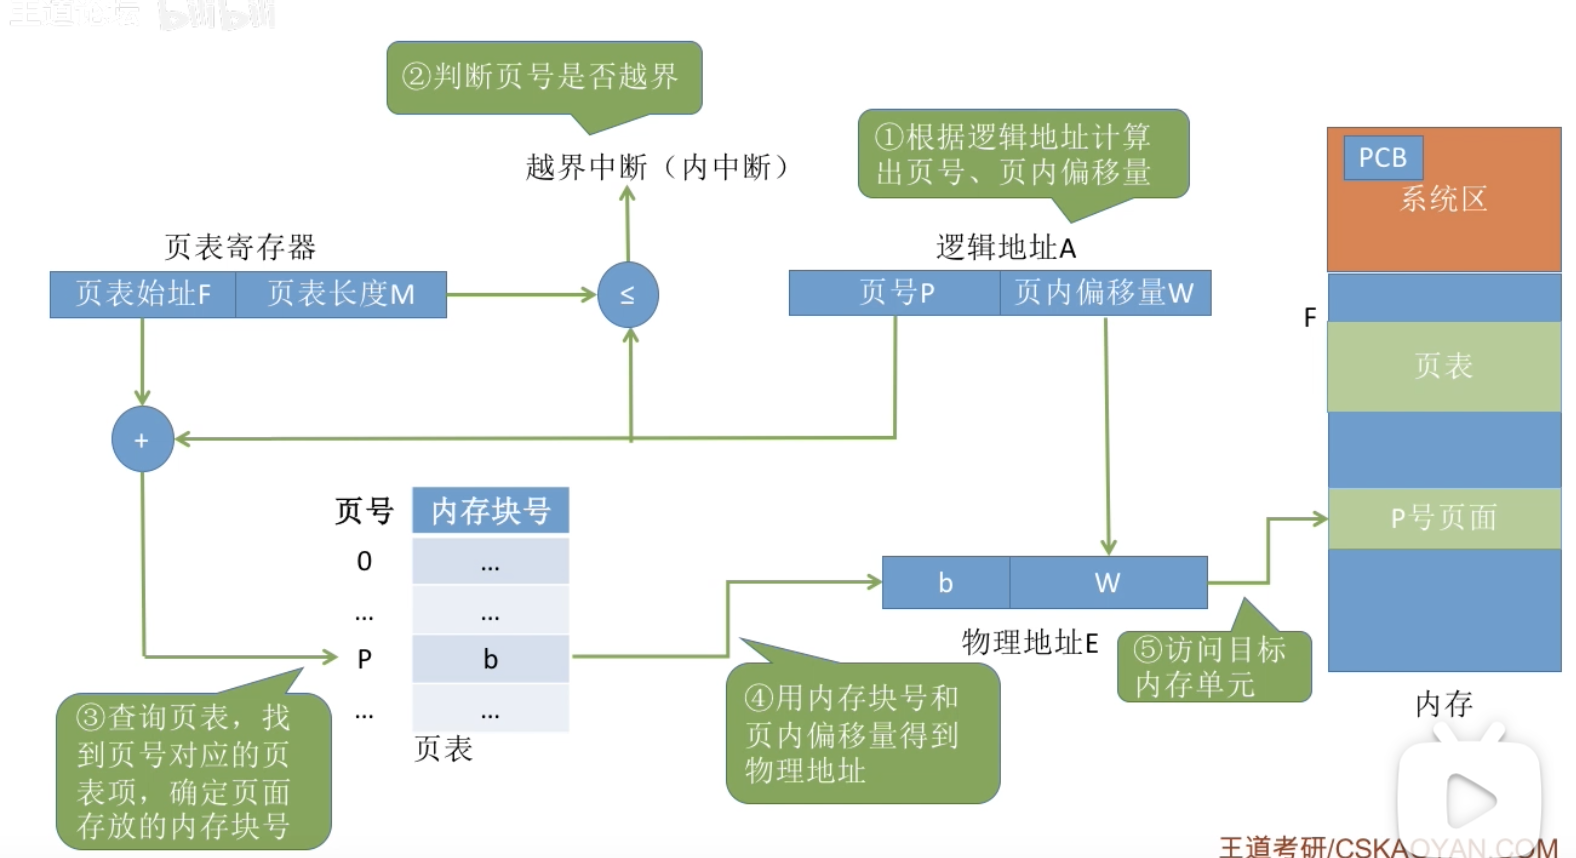 王道论坛 bilibili
②判断页号是否越界
越界中断（内中断）
①根据逻辑地址计算
出页号、页内偏移量
PCB
系统区
页表寄存器
逻辑地址A
页表始址F
页表长度M
≤
页号P
页内偏移量W
F
页表
+
页号
内存块号
0
...
...
...
P
b
...
...
P号页面
b
W
物理地址E
⑤访问目标
内存单元
③查询页表，找
到页号对应的页
表项，确定页面
存放的内存块号
页表
④用内存块号和
页内偏移量得到
物理地址
内存
王道考研/CSKAOYAN.COM